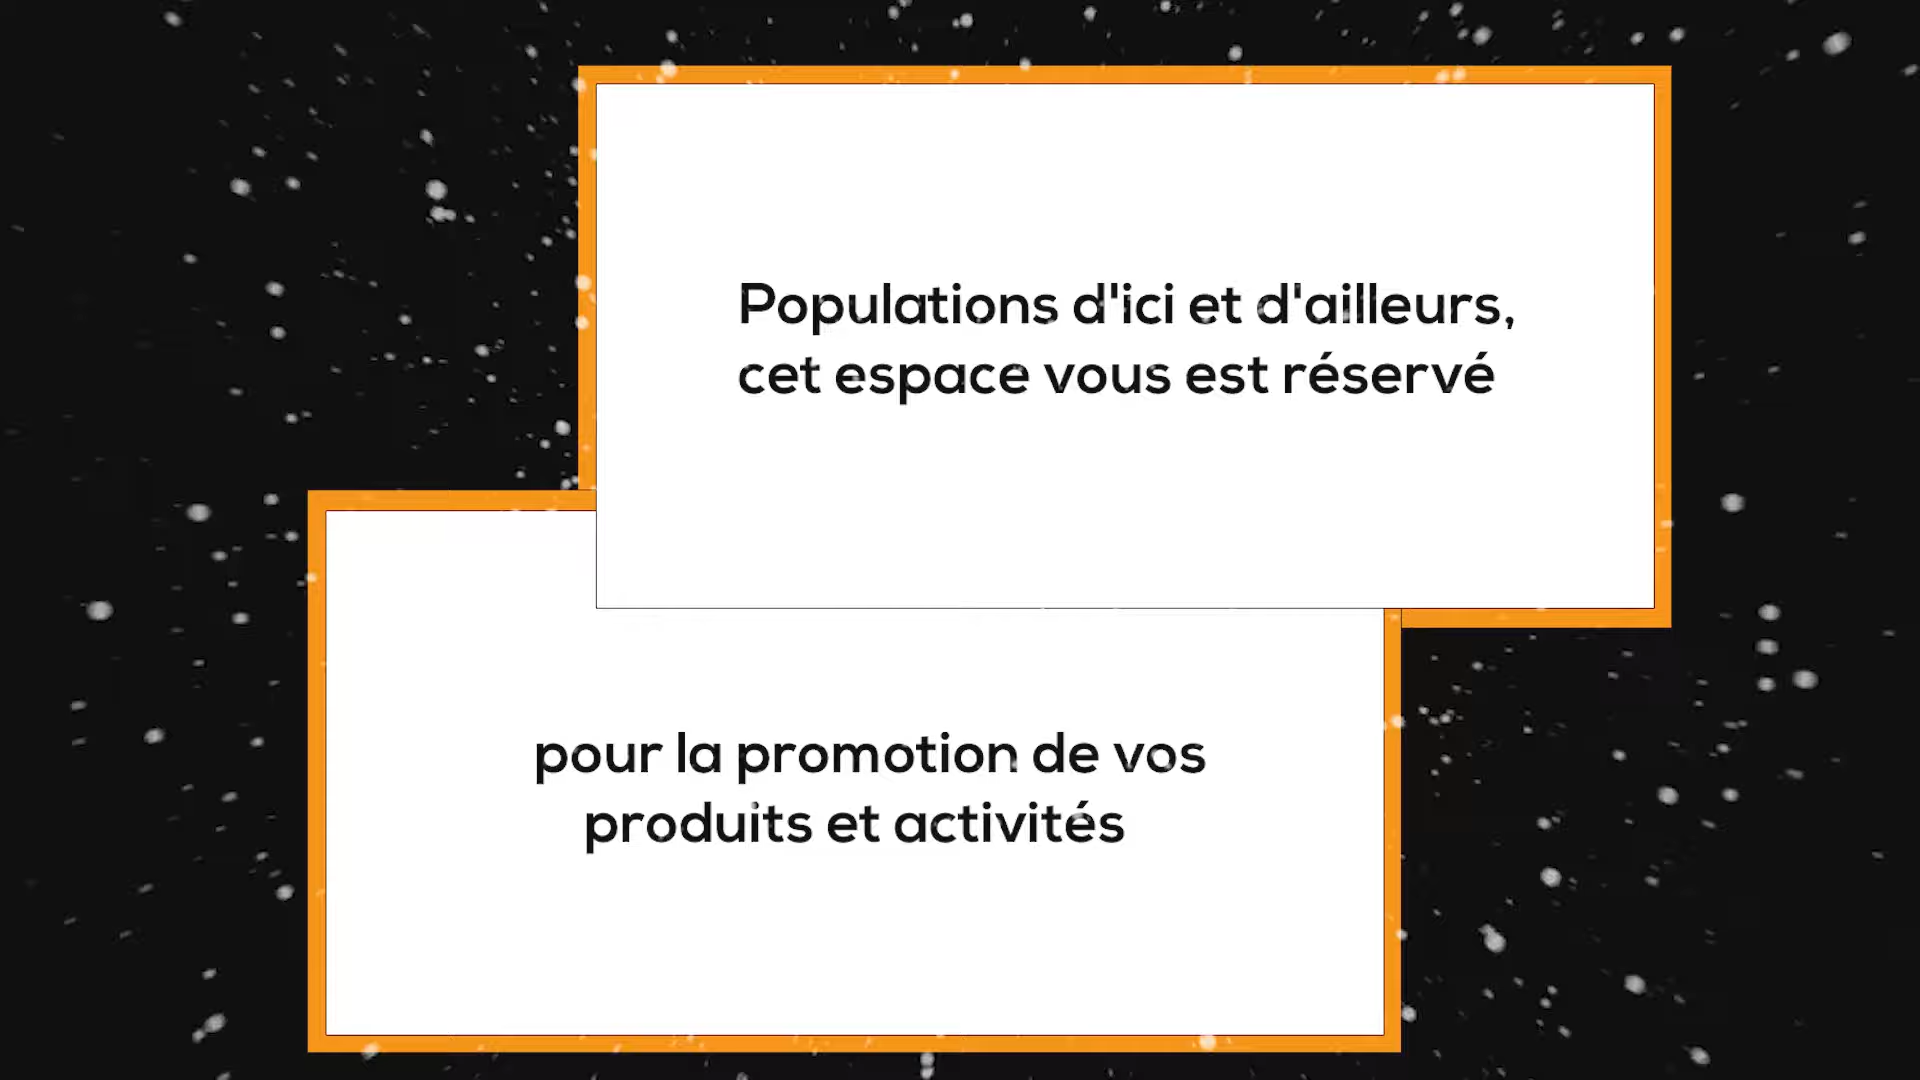 Populations d'ici et d'ailleurs,
cet espace vous est réservé
pour la promotion de vos
produits et activités